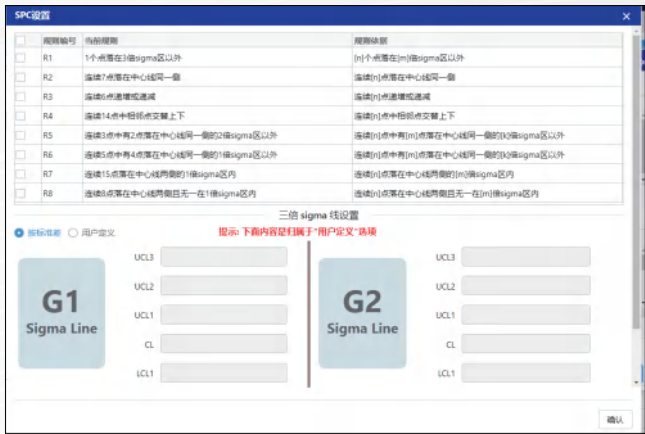 SPC设置
规则编号 当前规则 规则依据
R1 1个点落在3倍sigma区以外 [n]个点落在[m]倍sigma区以外
R2 连续7点落在中心线同一侧 连续[n]点落在中心线同一侧
R3 连续6点递增或递减 连续[n]点递增或递减
R4 连续14点中相邻点交替上下 连续[n]点中相邻点交替上下
R5 连续3点中有2点落在中心线同一侧的2倍sigma区以外 连续[n]点中有[m]点落在中心线同一侧的[k]倍sigma区以外
R6 连续5点中有4点落在中心线同一侧的1倍sigma区以外 连续[n]点中有[m]点落在中心线同一侧的[k]倍sigma区以外
R7 连续15点落在中心线两侧的1倍sigma区内 连续[n]点落在中心线两侧的[m]倍sigma区内
R8 连续8点落在中心线两侧且无一在1倍sigma区内 连续[n]点落在中心线两侧且无一在[m]倍sigma区内
三倍 sigma 线设置
按标准差 用户定义 提示: 下面内容是归属于"用户定义"选项
G1
Sigma Line
UCL3
UCL2
UCL1
CL
LCL1
G2
Sigma Line
UCL3
UCL2
UCL1
CL
LCL1
确认